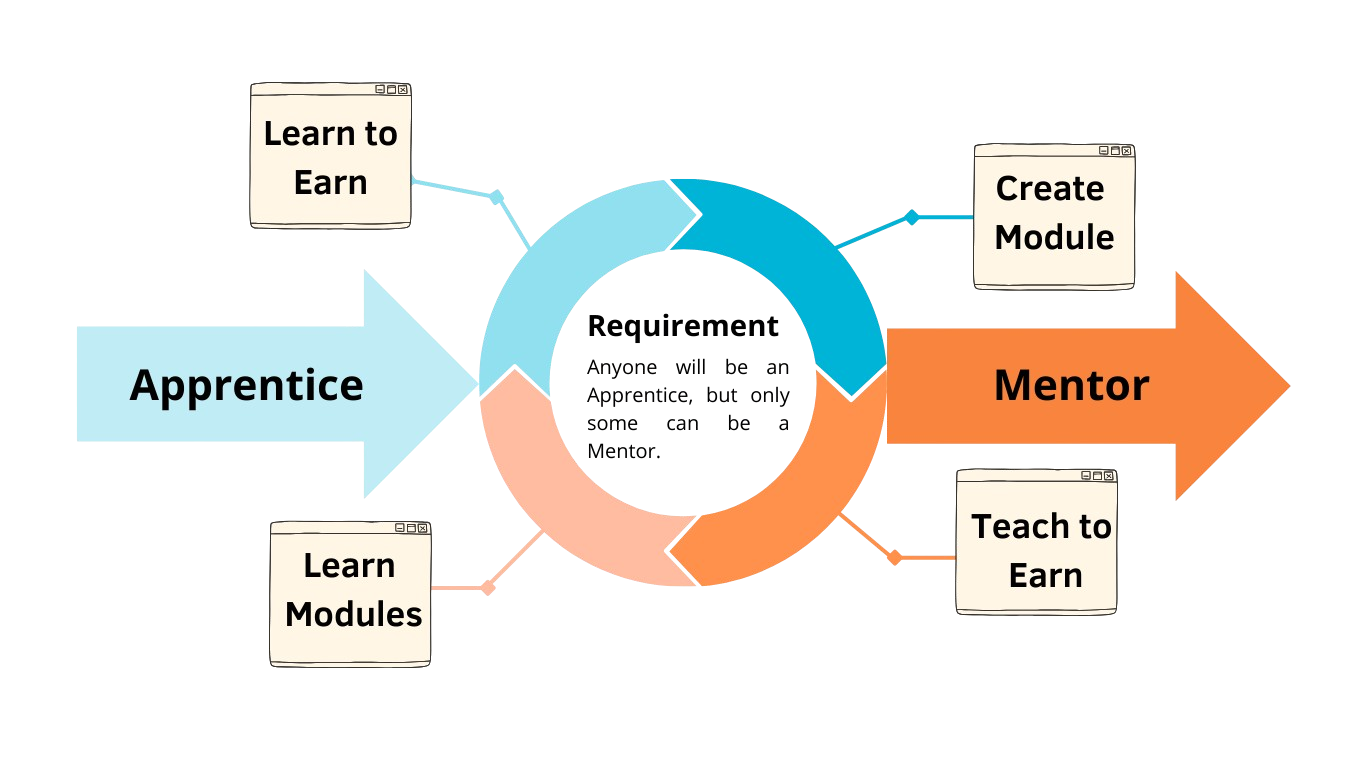 Learn to
Earn
Create
Module
Requirement
Anyone will be an
Apprentice, but only
some can be a
Mentor.
Apprentice
Mentor
Learn
Modules
Teach to
Earn